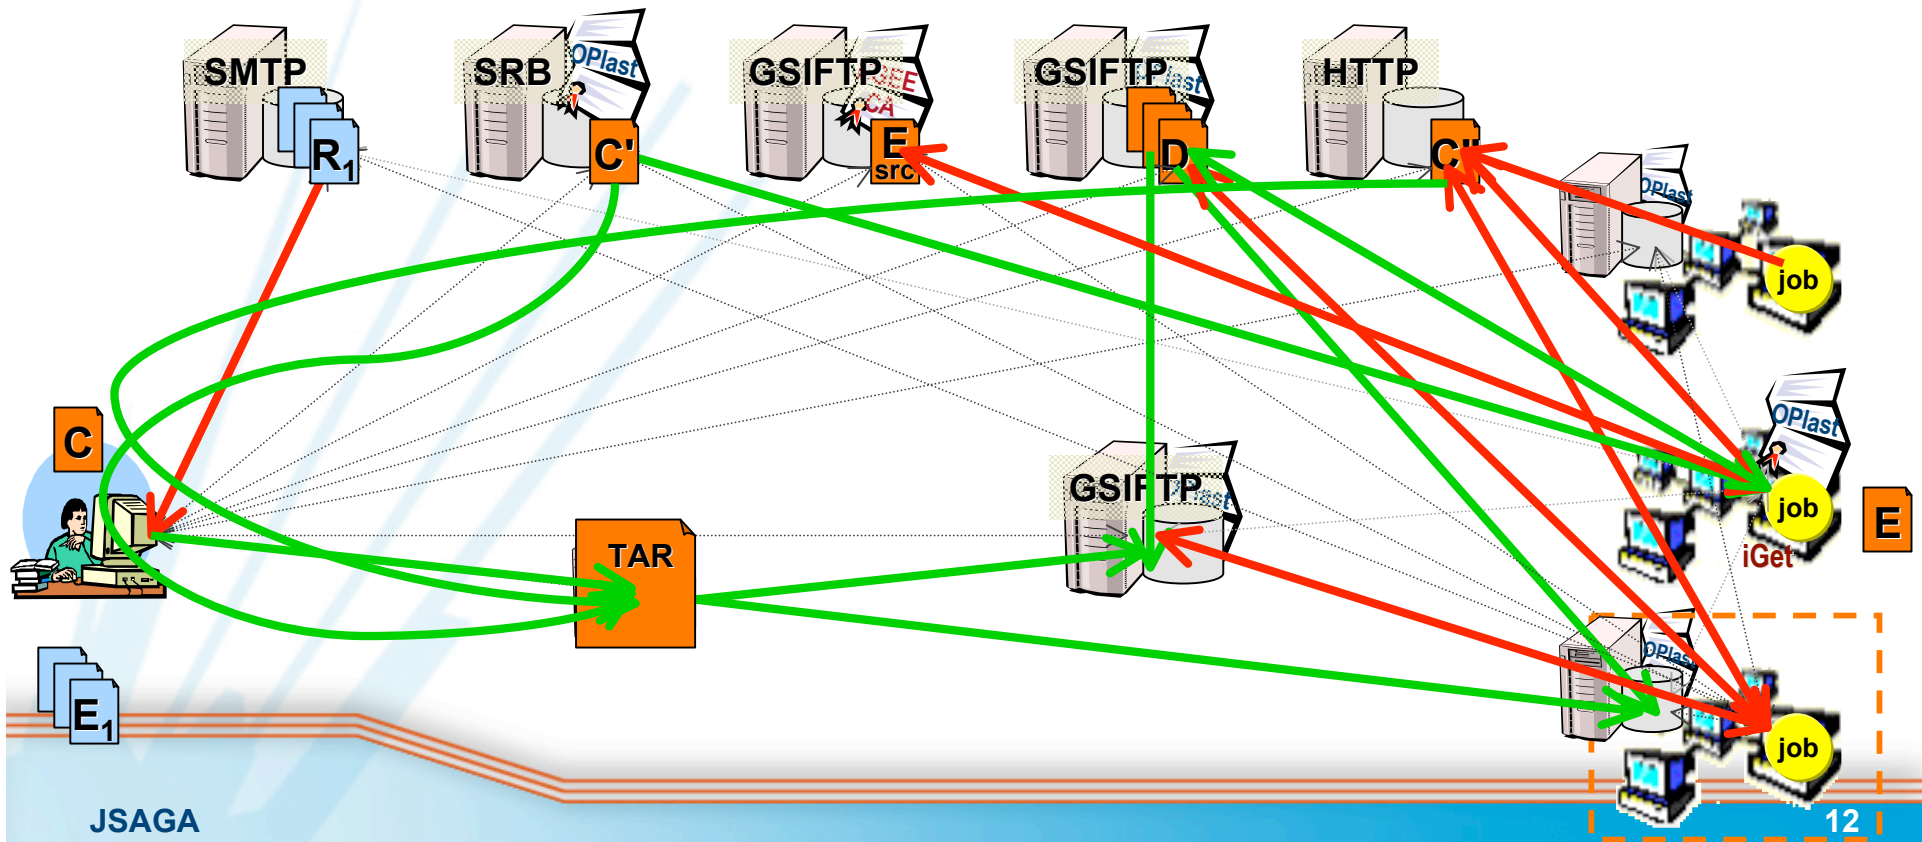 SMTP
SRB
GSIFTP
GSIFTP
HTTP
OPlast
CA
R1
C'
E
src
D
C''
OPlast
job
C
OPlast
GSIFTP
job
iGet
E
TAR
OPlast
E1
job
JSAGA
12